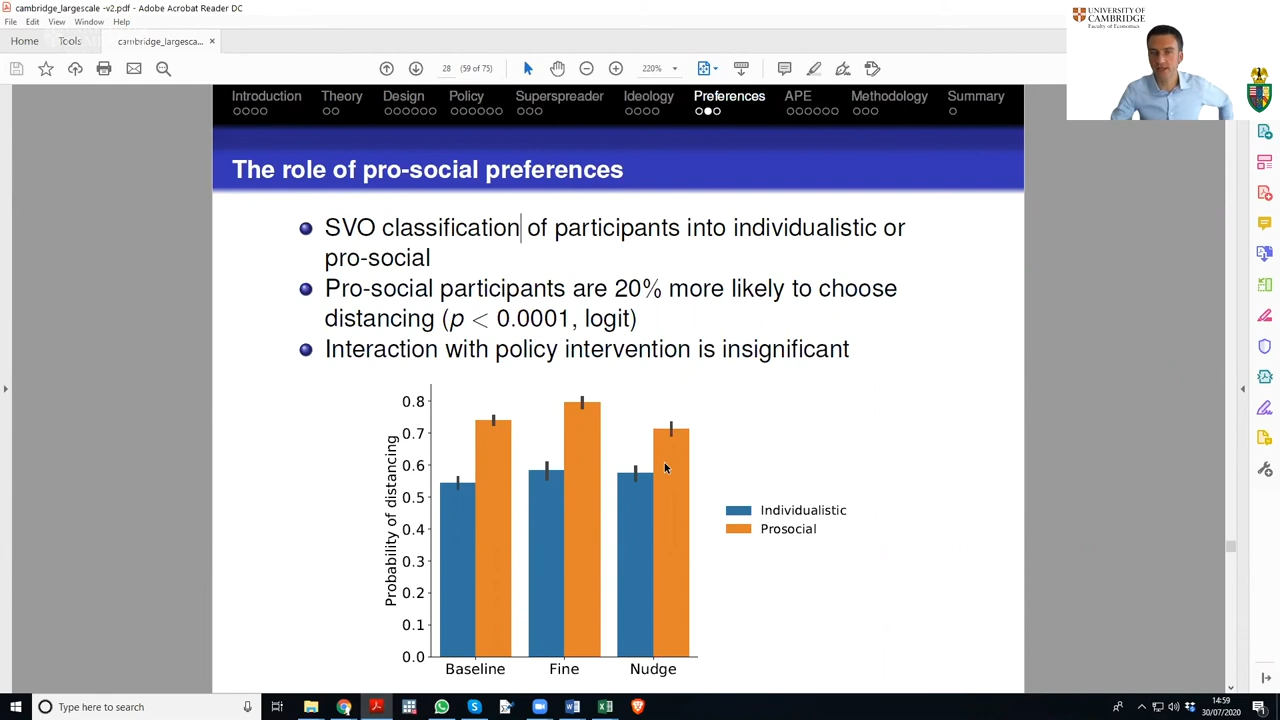 cambridge_largescale -v2.pdf - Adobe Acrobat Reader DC
File Edit View Window Help
Home Tools cambridge_largesca... ×
28 (19 of 75) 220%
UNIVERSITY OF
CAMBRIDGE
Faculty of Economics
Introduction Theory Design Policy Superspreader Ideology Preferences APE Methodology Summary
The role of pro-social preferences
SVO classification of participants into individualistic or
pro-social
Pro-social participants are 20% more likely to choose
distancing (p < 0.0001, logit)
Interaction with policy intervention is insignificant
Probability of distancing
0.8
0.7
0.6
0.5
0.4
0.3
0.2
0.1
0.0
Baseline Fine Nudge
Individualistic
Prosocial
Type here to search
14:59
30/07/2020